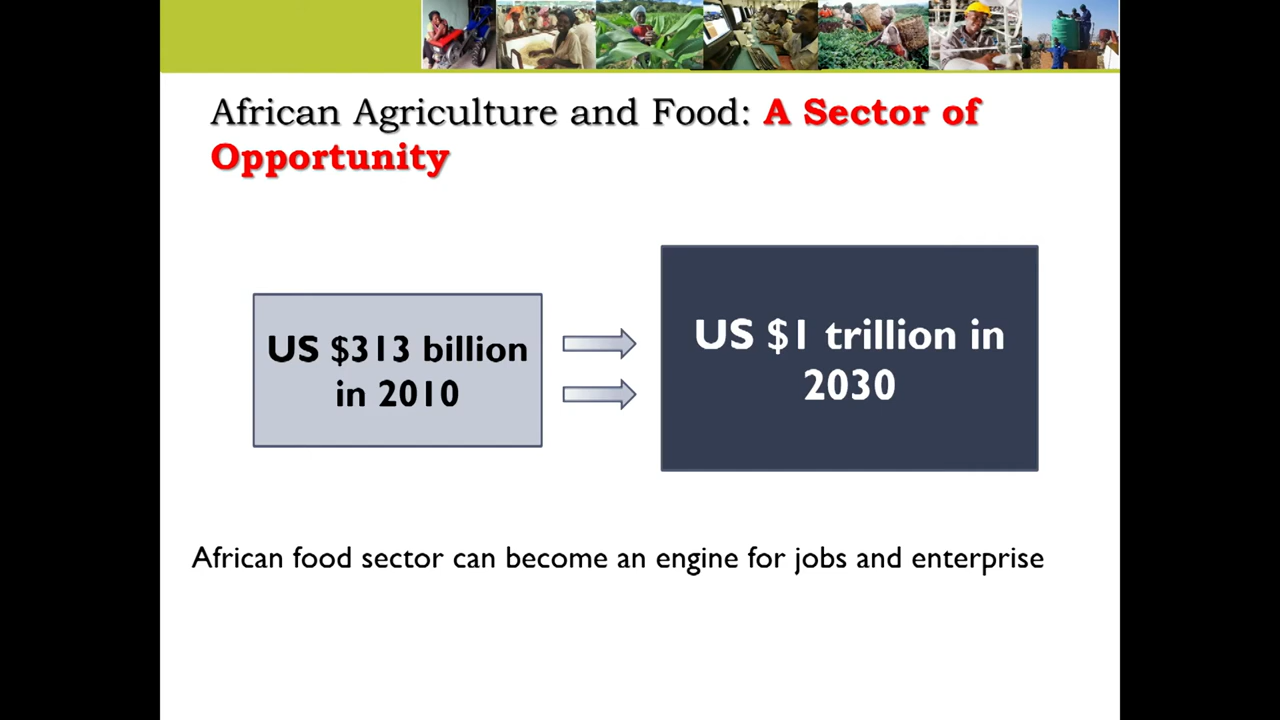 African Agriculture and Food: A Sector of
Opportunity
US $313 billion
in 2010
US $1 trillion in
2030
African food sector can become an engine for jobs and enterprise